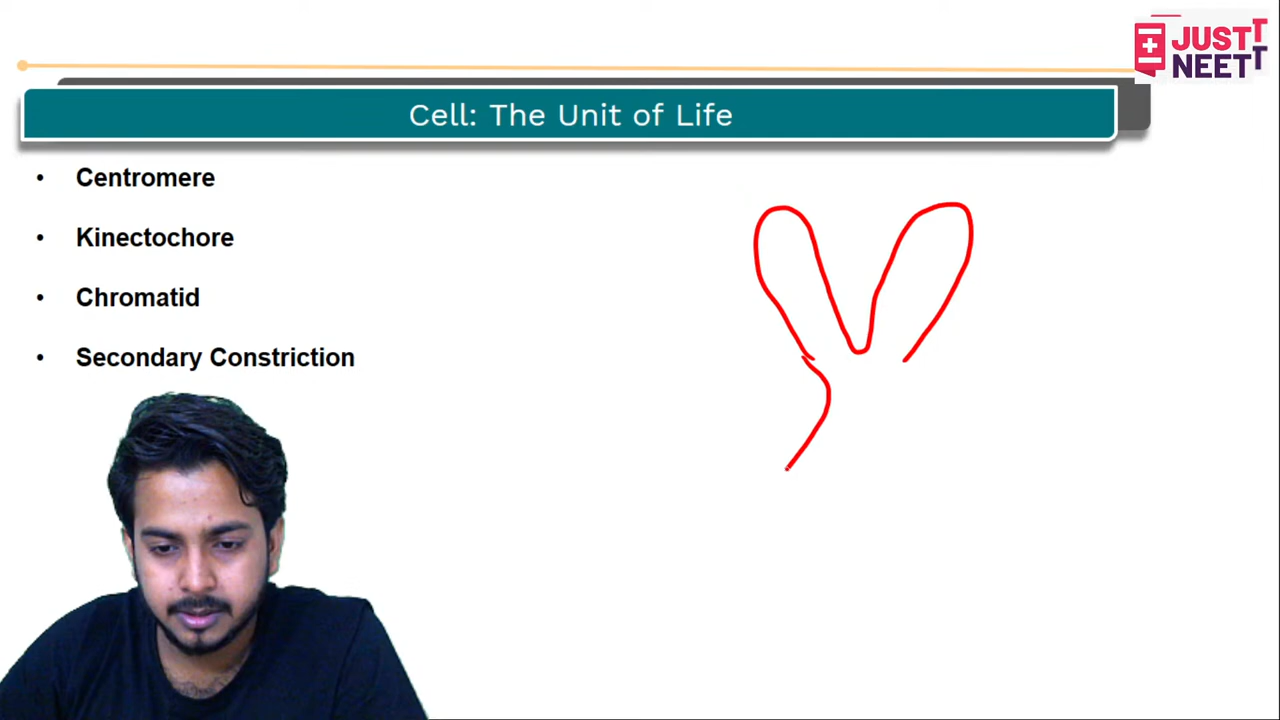 JUST T
NEET T
Cell: The Unit of Life
• Centromere
• Kinectochore
• Chromatid
• Secondary Constriction